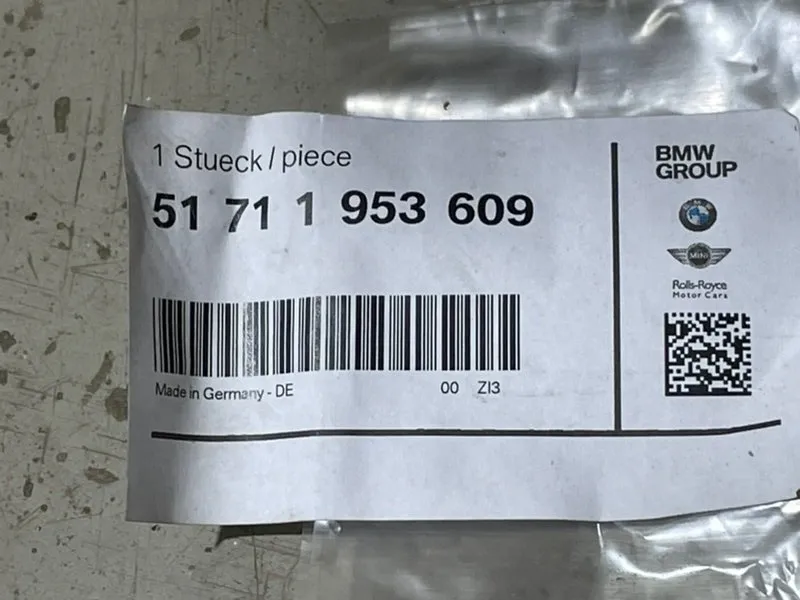 1 Stueck / piece
51 71 1 953 609
Made in Germany - DE
00 ZI3
BMW
GROUP
BMW
MINI
Rolls-Royce
Motor Cars